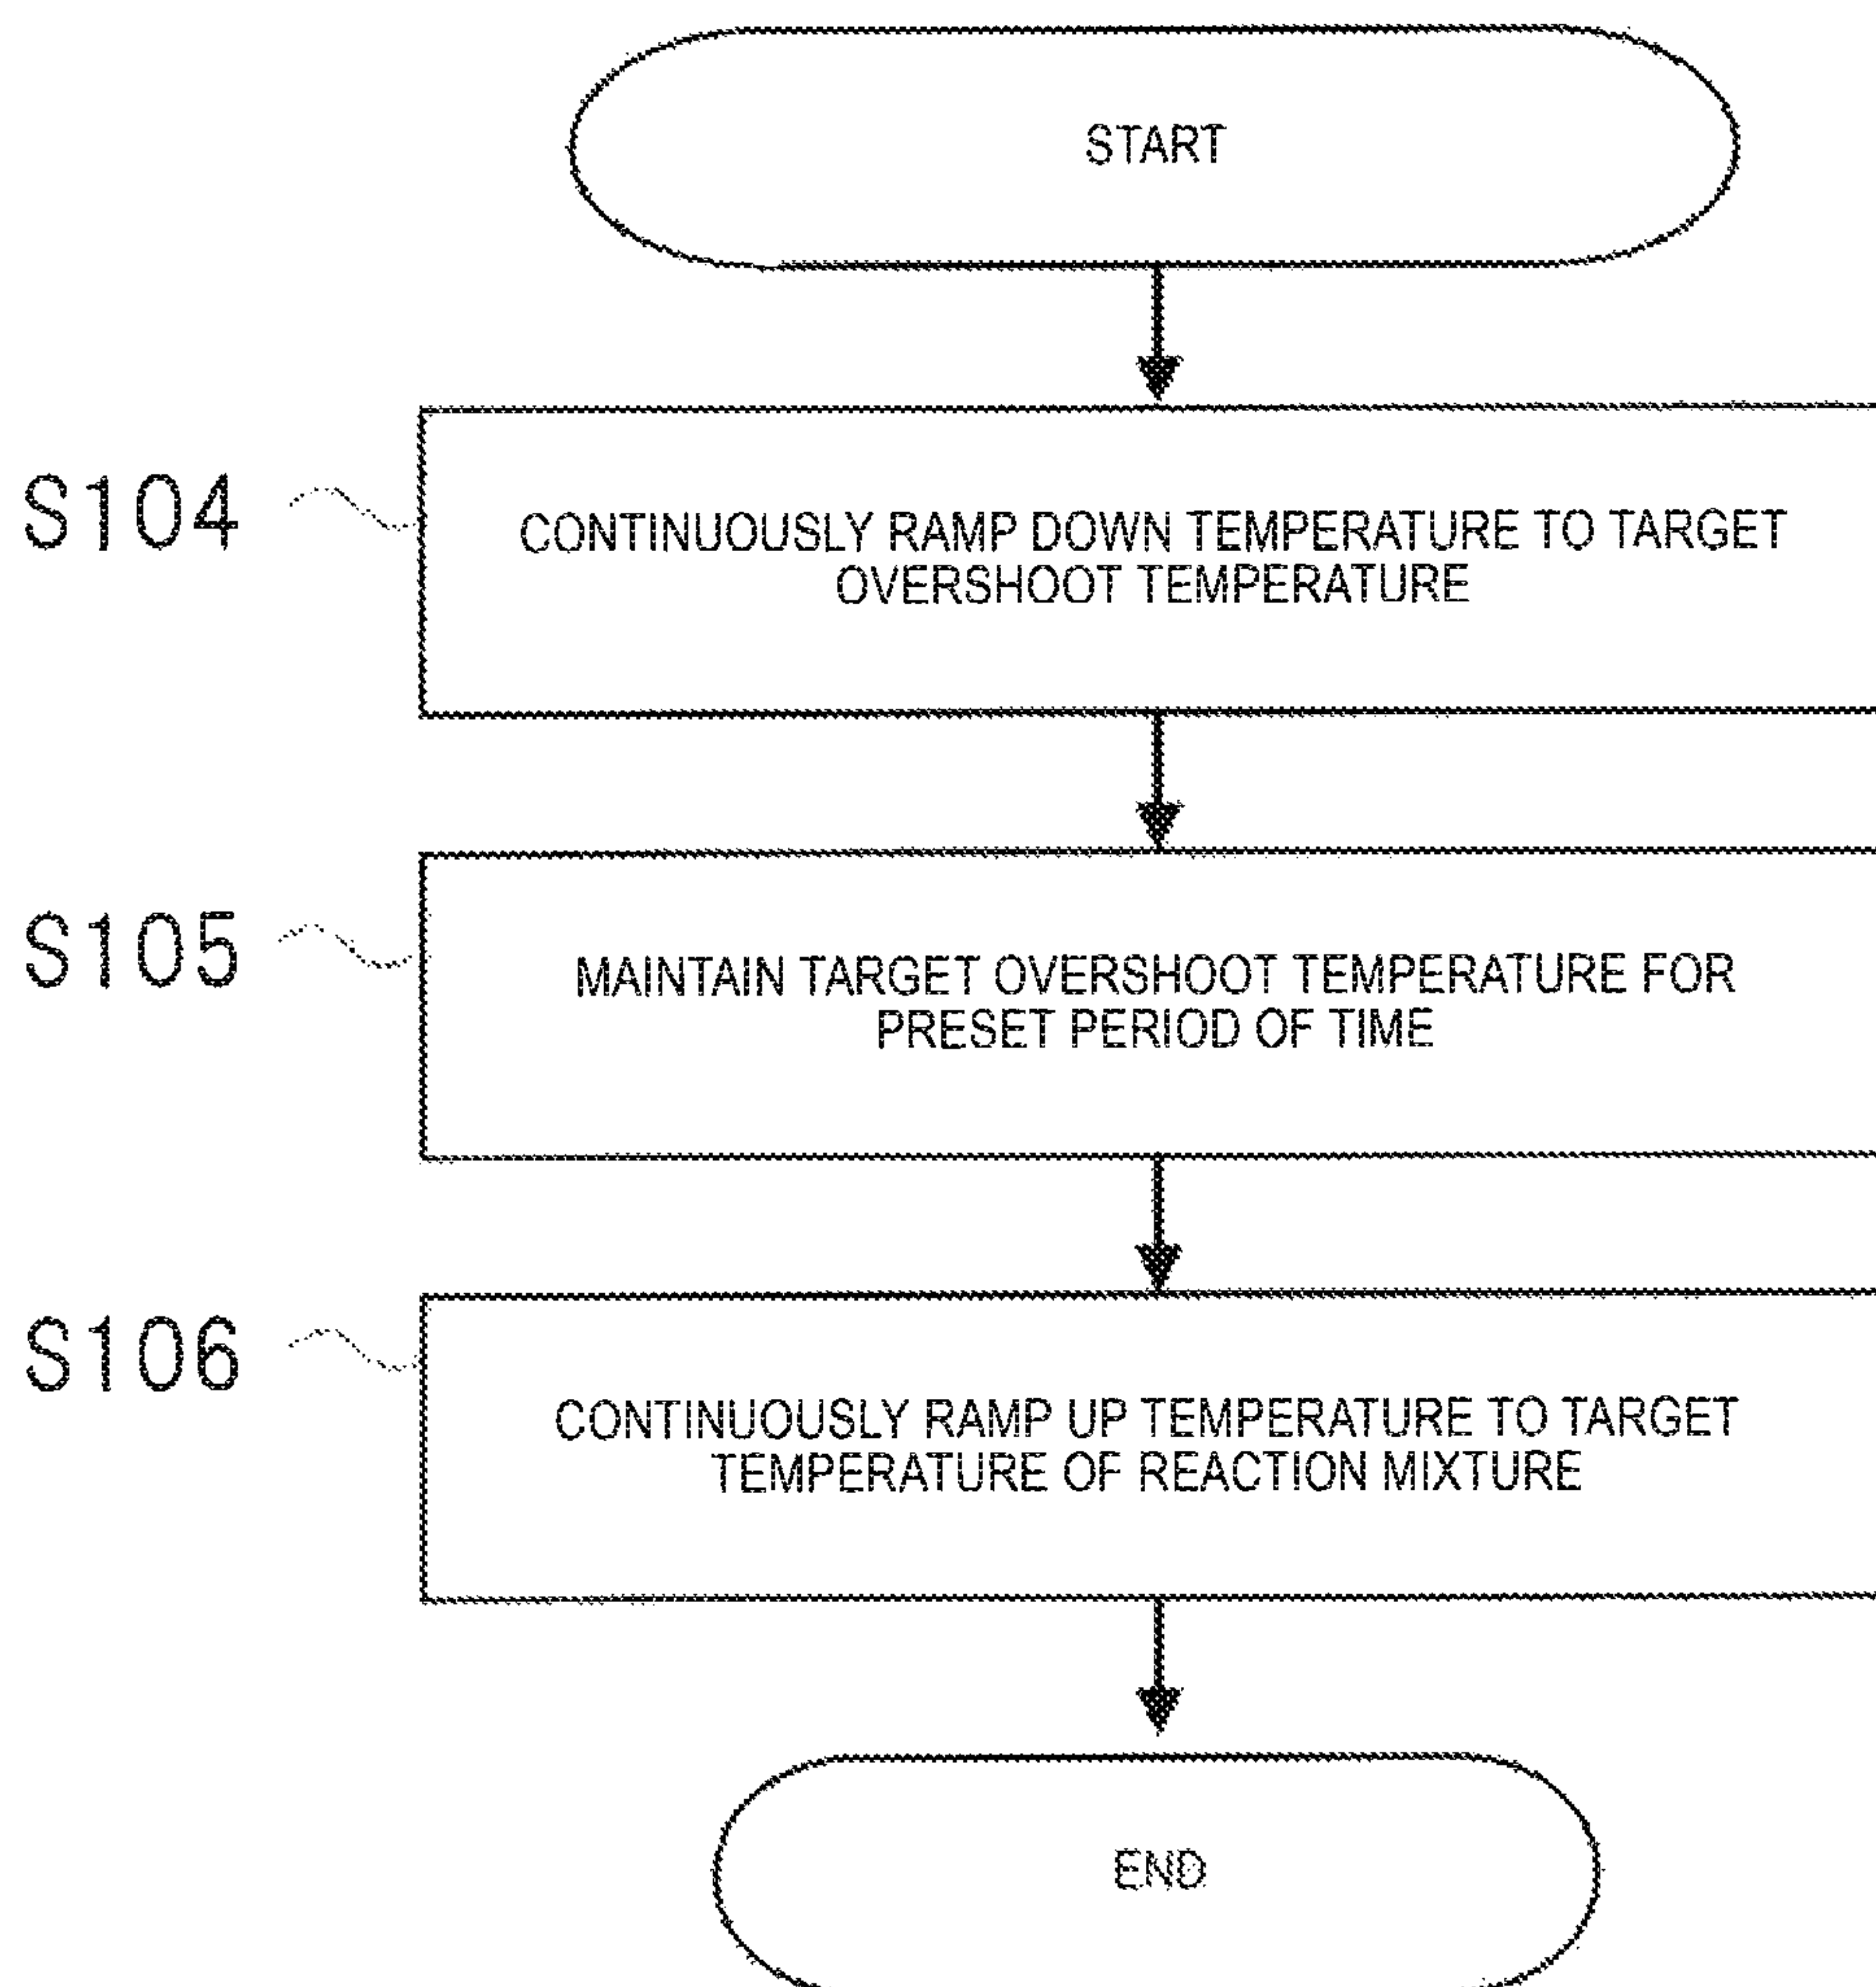 START
S104
CONTINUOUSLY RAMP DOWN TEMPERATURE TO TARGET
OVERSHOOT TEMPERATURE
S105
MAINTAIN TARGET OVERSHOOT TEMPERATURE FOR
PRESET PERIOD OF TIME
S106
CONTINUOUSLY RAMP UP TEMPERATURE TO TARGET
TEMPERATURE OF REACTION MIXTURE
END